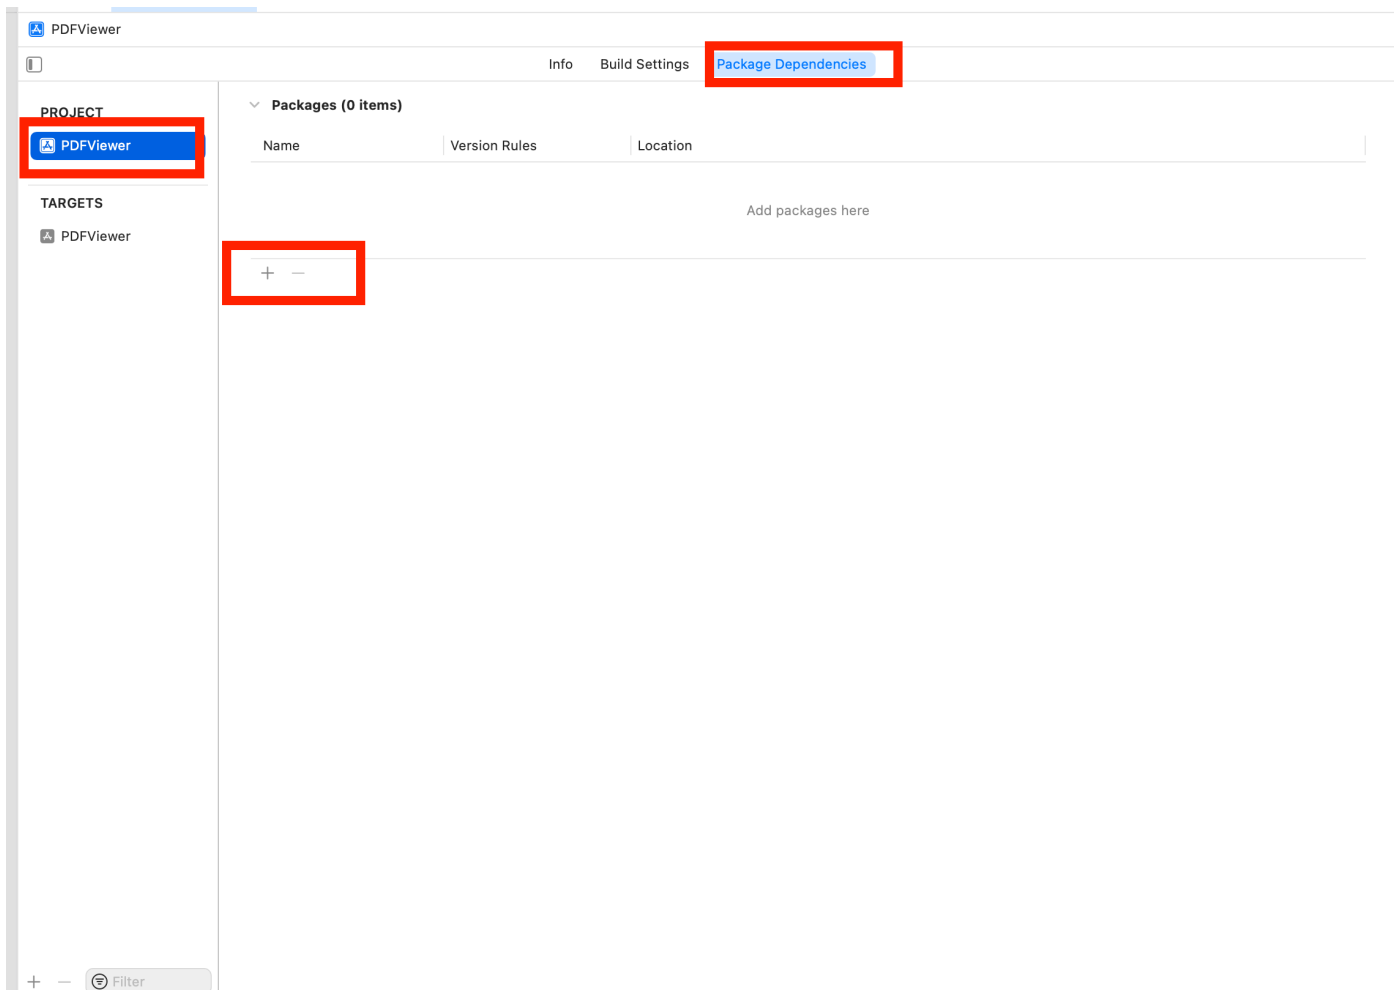 PDFViewer
Info Build Settings Package Dependencies
PROJECT
PDFViewer
TARGETS
PDFViewer
Packages (0 items)
Name Version Rules Location
Add packages here
Filter